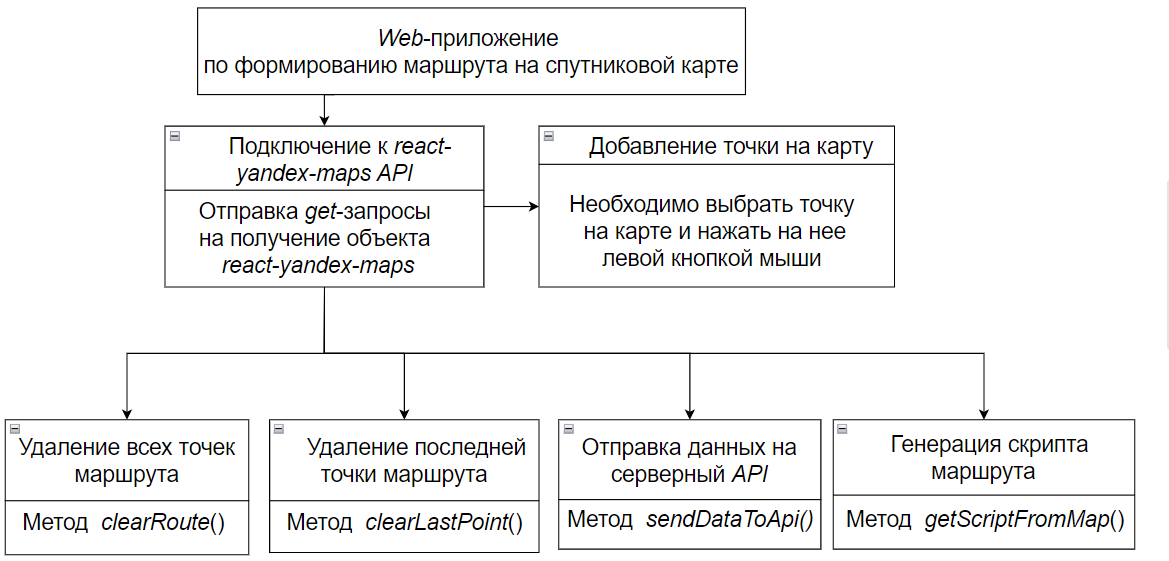 Web-приложение
по формированию маршрута на спутниковой карте
Подключение к react-
yandex-maps API
Отправка get-запросы
на получение объекта
react-yandex-maps
Добавление точки на карту
Необходимо выбрать точку
на карте и нажать на нее
левой кнопкой мыши
Удаление всех точек
маршрута
Метод clearRoute()
Удаление последней
точки маршрута
Метод clearLastPoint()
Отправка данных на
серверный API
Метод sendDataToApi()
Генерация скрипта
маршрута
Метод getScriptFromMap()